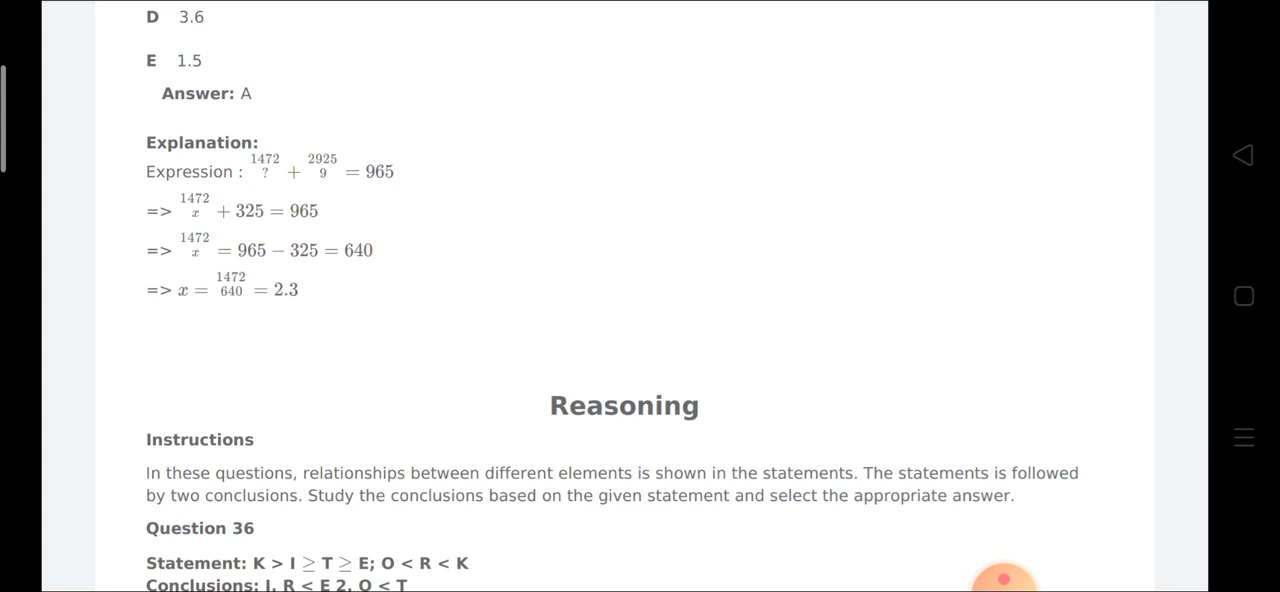 D 3.6
E 1.5
Answer: A
Explanation:
Expression : 1472/? + 2925/9 = 965
=> 1472/x + 325 = 965
=> 1472/x = 965 − 325 = 640
=> x = 1472/640 = 2.3
Reasoning
Instructions
In these questions, relationships between different elements is shown in the statements. The statements is followed
by two conclusions. Study the conclusions based on the given statement and select the appropriate answer.
Question 36
Statement: K > I ≥ T ≥ E; O < R < K
Conclusions: I. R < E 2. O < T